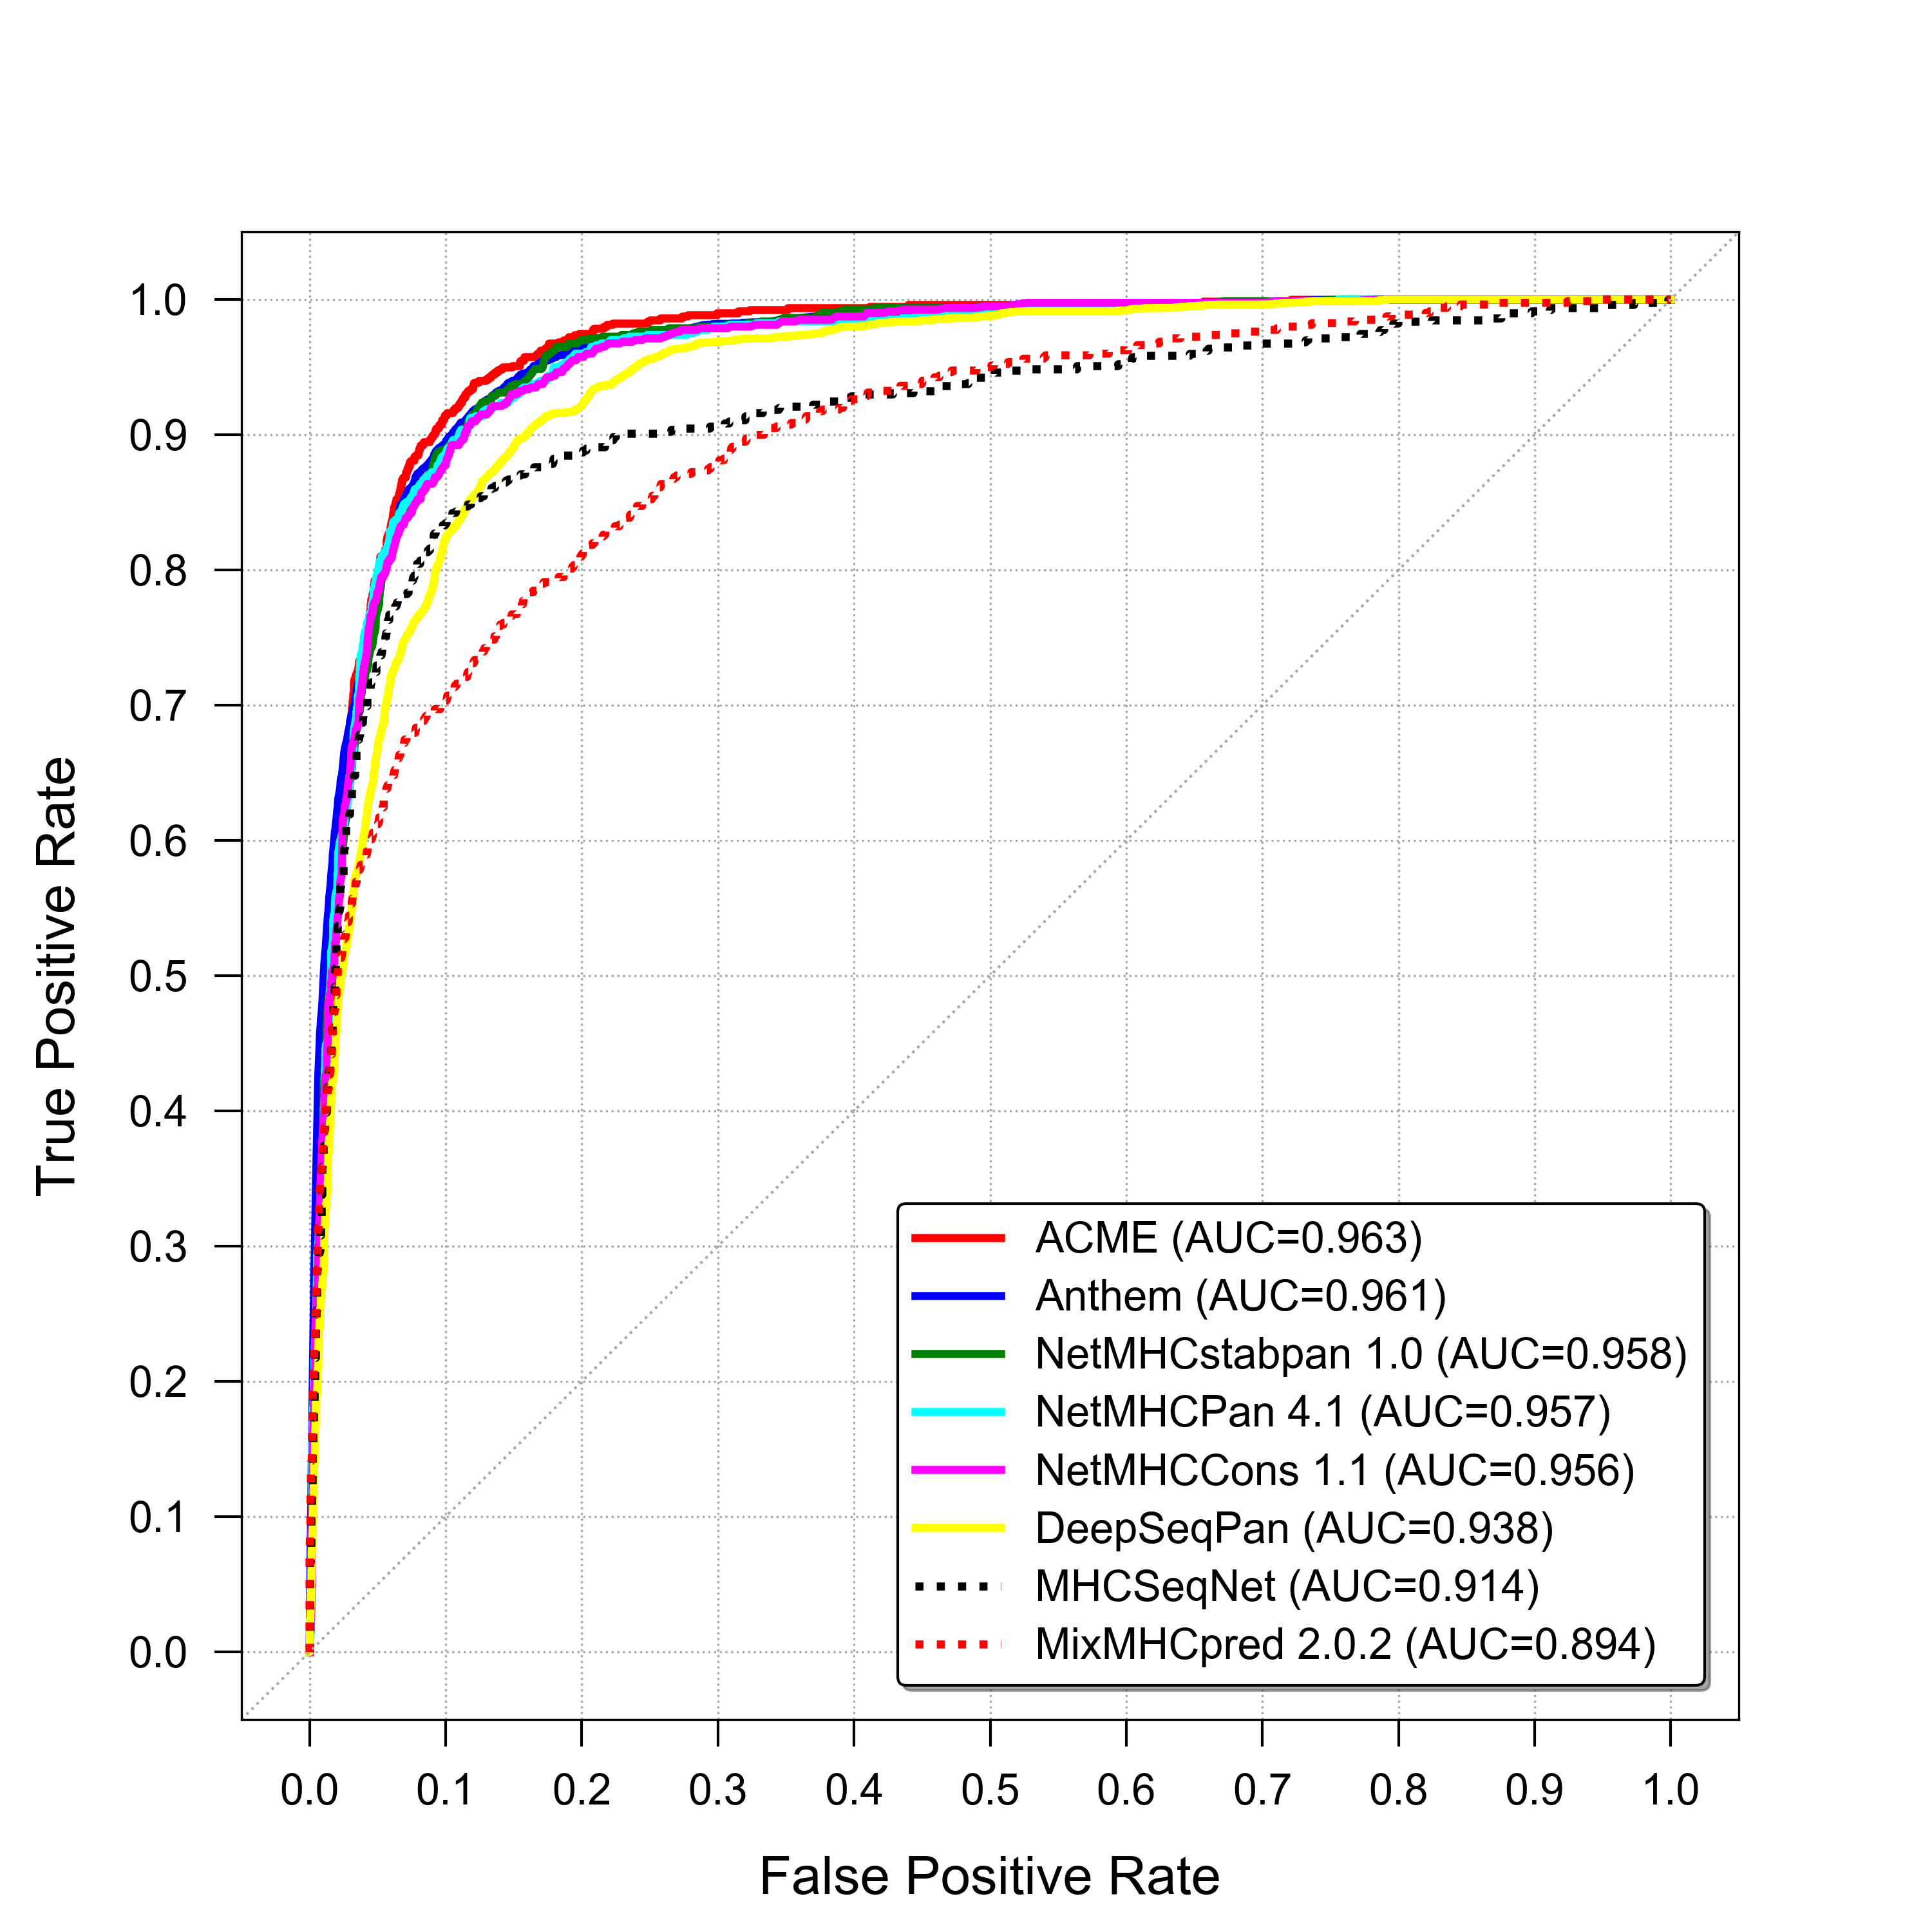 1.0
0.9
0.8
0.7
0.6
0.5
0.4
0.3
0.2
0.1
0.0
True Positive Rate
ACME (AUC=0.963)
Anthem (AUC=0.961)
NetMHCstabpan 1.0 (AUC=0.958)
NetMHCPan 4.1 (AUC=0.957)
NetMHCCons 1.1 (AUC=0.956)
DeepSeqPan (AUC=0.938)
MHCSeqNet (AUC=0.914)
MixMHCpred 2.0.2 (AUC=0.894)
0.0 0.1 0.2 0.3 0.4 0.5 0.6 0.7 0.8 0.9 1.0
False Positive Rate